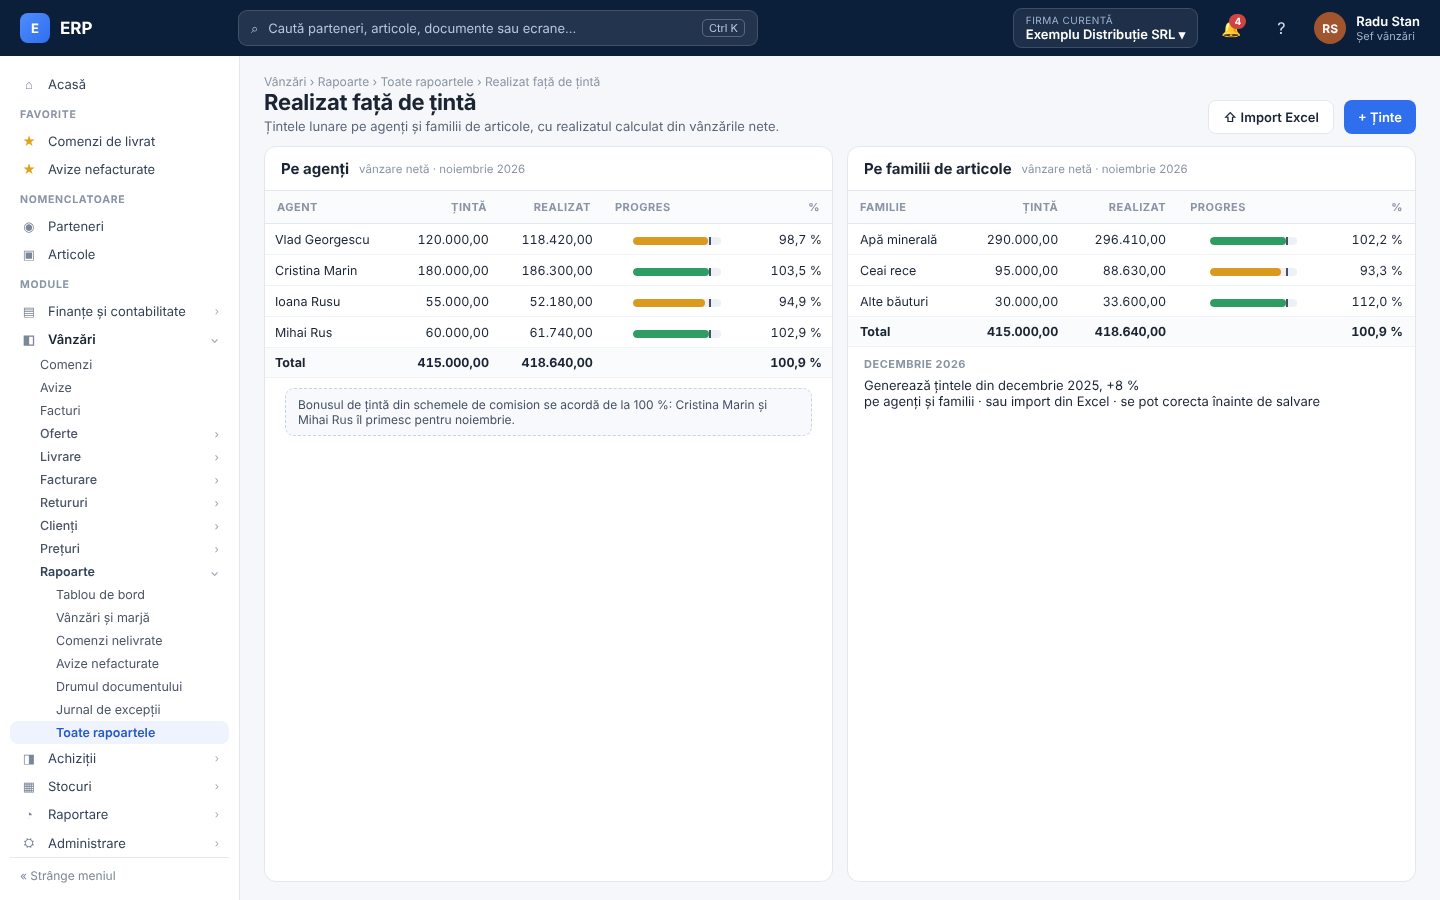 E ERP
Caută parteneri, articole, documente sau ecrane... Ctrl K
FIRMA CURENTĂ
Exemplu Distribuție SRL ▾
4
?
RS
Radu Stan
Șef vânzări
Acasă
FAVORITE
★ Comenzi de livrat
★ Avize nefacturate
NOMENCLATOARE
Parteneri
Articole
MODULE
Finanțe și contabilitate ›
Vânzări
Comenzi
Avize
Facturi
Oferte ›
Livrare ›
Facturare ›
Retururi ›
Clienți ›
Prețuri ›
Rapoarte
Tablou de bord
Vânzări și marjă
Comenzi nelivrate
Avize nefacturate
Drumul documentului
Jurnal de excepții
Toate rapoartele
Achiziții ›
Stocuri ›
Raportare ›
Administrare ›
« Strânge meniul
Vânzări › Rapoarte › Toate rapoartele › Realizat față de țintă
Realizat față de țintă
Țintele lunare pe agenți și familii de articole, cu realizatul calculat din vânzările nete.
⇧ Import Excel
+ Ținte
Pe agenți vânzare netă · noiembrie 2026
AGENT ȚINTĂ REALIZAT PROGRES %
Vlad Georgescu 120.000,00 118.420,00 98,7 %
Cristina Marin 180.000,00 186.300,00 103,5 %
Ioana Rusu 55.000,00 52.180,00 94,9 %
Mihai Rus 60.000,00 61.740,00 102,9 %
Total 415.000,00 418.640,00 100,9 %
Bonusul de țintă din schemele de comision se acordă de la 100 %: Cristina Marin și
Mihai Rus îl primesc pentru noiembrie.
Pe familii de articole vânzare netă · noiembrie 2026
FAMILIE ȚINTĂ REALIZAT PROGRES %
Apă minerală 290.000,00 296.410,00 102,2 %
Ceai rece 95.000,00 88.630,00 93,3 %
Alte băuturi 30.000,00 33.600,00 112,0 %
Total 415.000,00 418.640,00 100,9 %
DECEMBRIE 2026
Generează țintele din decembrie 2025, +8 %
pe agenți și familii · sau import din Excel · se pot corecta înainte de salvare